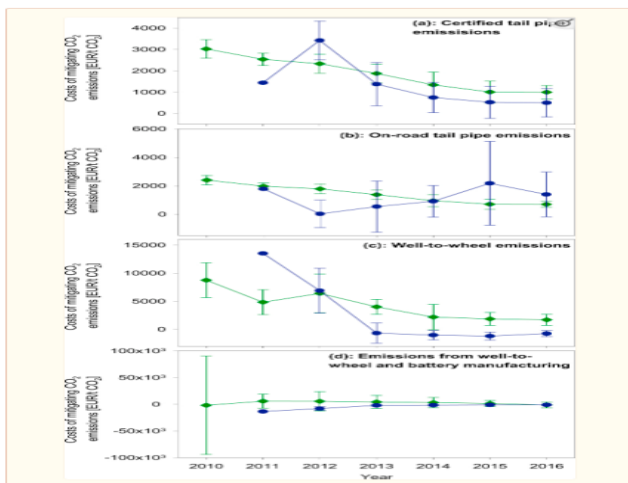 (a): Certified tail pipe
emissisions
Costs of mitigating CO2
emissions [EUR/t CO2]
4000
3000
2000
1000
0
(b): On-road tail pipe emissions
Costs of mitigating CO2
emissions [EUR/t CO2]
6000
4000
2000
0
(c): Well-to-wheel emissions
Costs of mitigating CO2
emissions [EUR/t CO2]
15000
10000
5000
0
(d): Emissions from well-to-
wheel and battery manufacturing
Costs of mitigating CO2
emissions [EUR/t CO2]
100x10³
50x10³
0
-50x10³
-100x10³
2010 2011 2012 2013 2014 2015 2016
Year